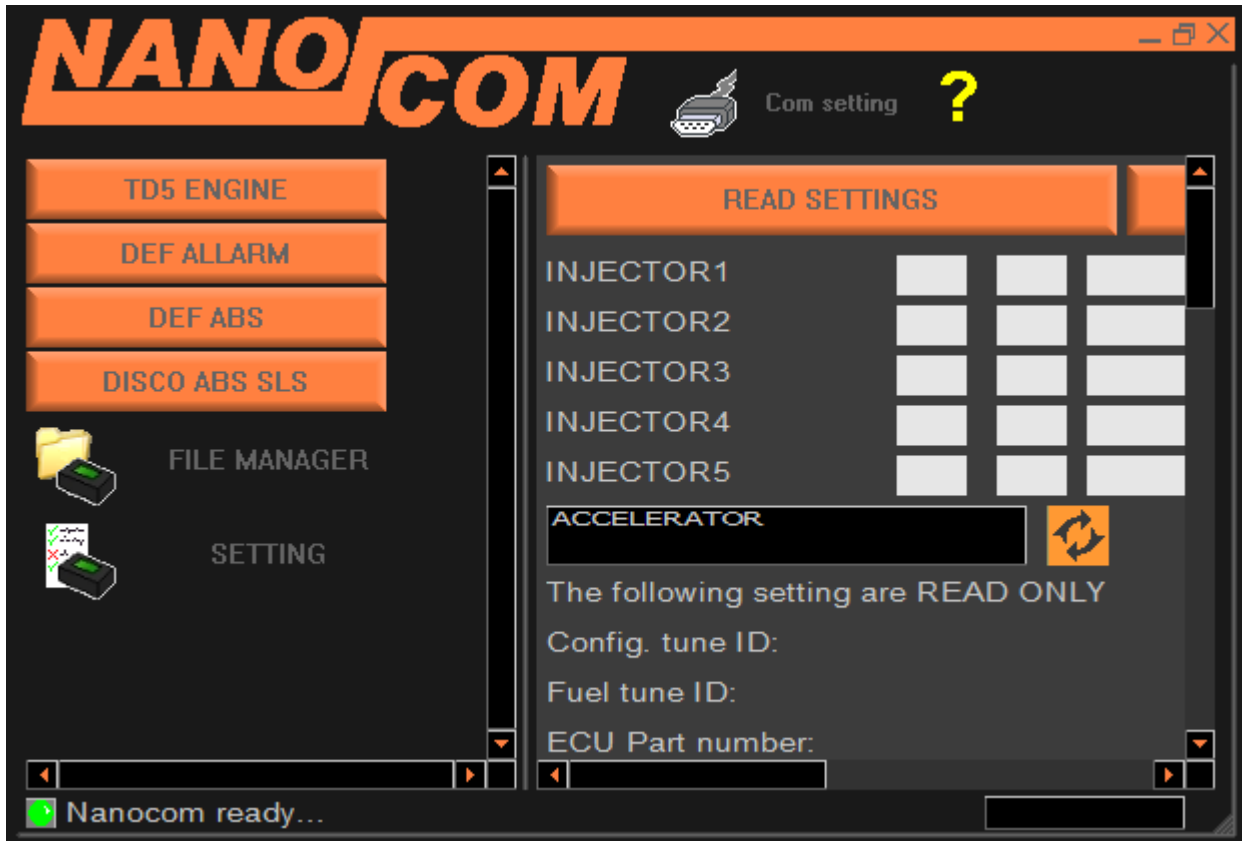 NANOCOM
Com setting ?
TD5 ENGINE
DEF ALLARM
DEF ABS
DISCO ABS SLS
FILE MANAGER
SETTING
READ SETTINGS
INJECTOR1
INJECTOR2
INJECTOR3
INJECTOR4
INJECTOR5
ACCELERATOR
The following setting are READ ONLY
Config. tune ID:
Fuel tune ID:
ECU Part number:
Nanocom ready...